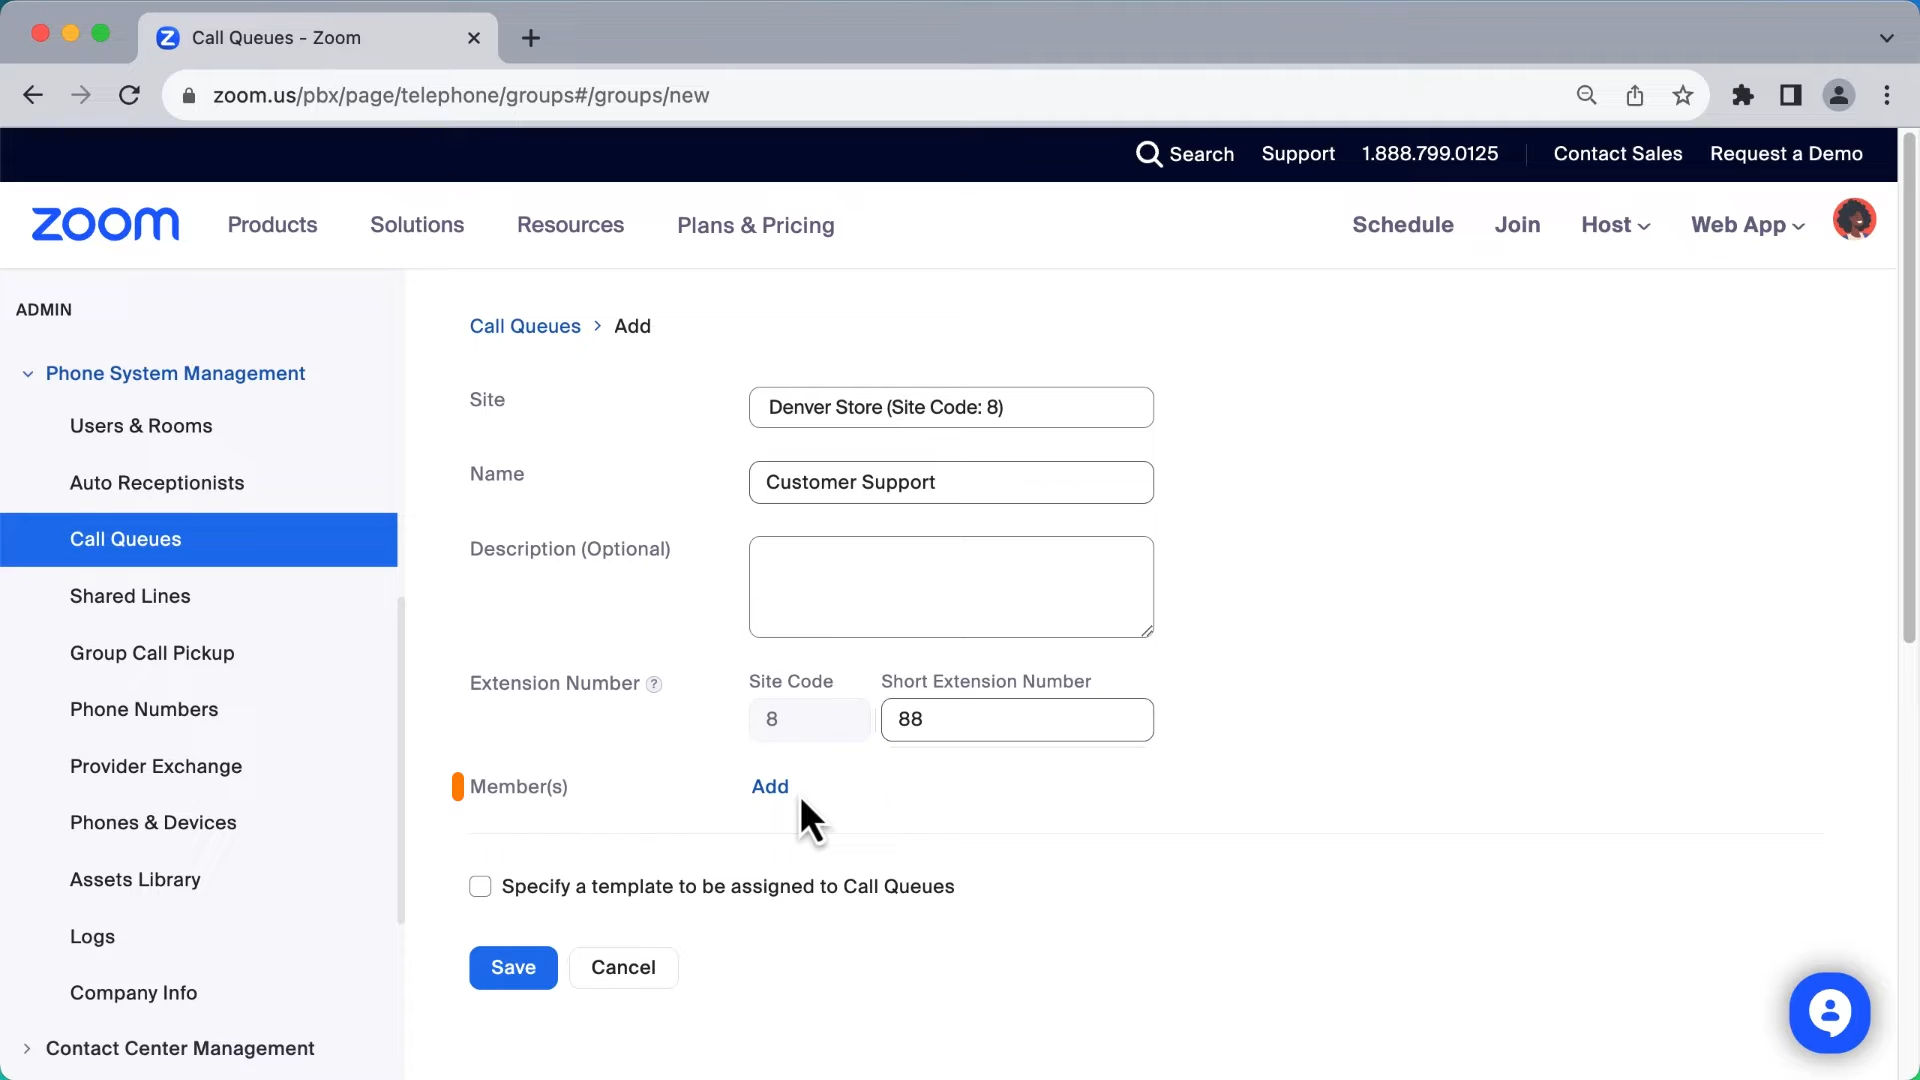 Call Queues - Zoom
zoom.us/pbx/page/telephone/groups#/groups/new
Search Support 1.888.799.0125 Contact Sales Request a Demo
zoom Products Solutions Resources Plans & Pricing Schedule Join Host Web App
ADMIN
Phone System Management
Users & Rooms
Auto Receptionists
Call Queues
Shared Lines
Group Call Pickup
Phone Numbers
Provider Exchange
Phones & Devices
Assets Library
Logs
Company Info
Contact Center Management
Call Queues > Add
Site Denver Store (Site Code: 8)
Name Customer Support
Description (Optional)
Extension Number ? Site Code Short Extension Number
8 88
Member(s) Add
Specify a template to be assigned to Call Queues
Save Cancel